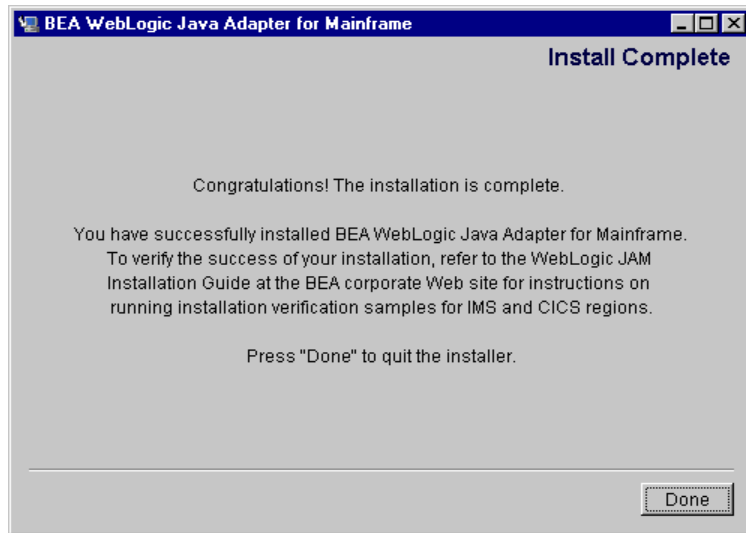 BEA WebLogic Java Adapter for Mainframe
Install Complete
Congratulations! The installation is complete.
You have successfully installed BEA WebLogic Java Adapter for Mainframe.
To verify the success of your installation, refer to the WebLogic JAM
Installation Guide at the BEA corporate Web site for instructions on
running installation verification samples for IMS and CICS regions.
Press "Done" to quit the installer.
Done